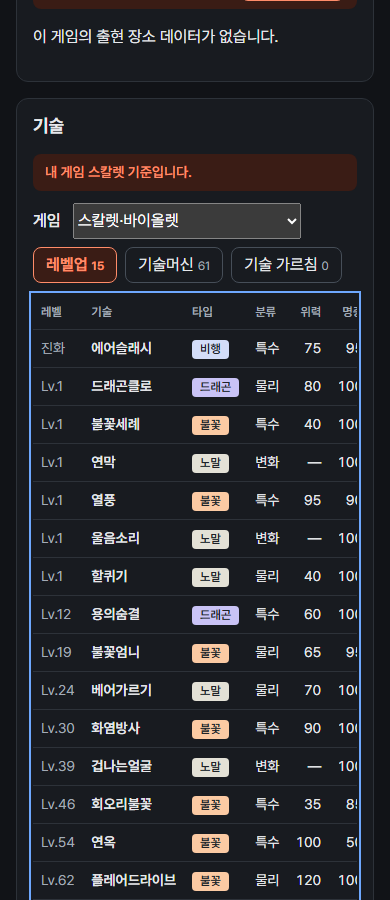 이 게임의 출현 장소 데이터가 없습니다.
기술
내 게임 스칼렛 기준입니다.
게임 스칼렛·바이올렛
레벨업 15 기술머신 61 기술 가르침 0
레벨 기술 타입 분류 위력
진화 에어슬래시 비행 특수 75
Lv.1 드래곤클로 드래곤 물리 80
Lv.1 불꽃세례 불꽃 특수 40
Lv.1 연막 노말 변화 —
Lv.1 열풍 불꽃 특수 95
Lv.1 울음소리 노말 변화 —
Lv.1 할퀴기 노말 물리 40
Lv.12 용의숨결 드래곤 특수 60
Lv.19 불꽃엄니 불꽃 물리 65
Lv.24 베어가르기 노말 물리 70
Lv.30 화염방사 불꽃 특수 90
Lv.39 겁나는얼굴 노말 변화 —
Lv.46 회오리불꽃 불꽃 특수 35
Lv.54 연옥 불꽃 특수 100
Lv.62 플레어드라이브 불꽃 물리 120